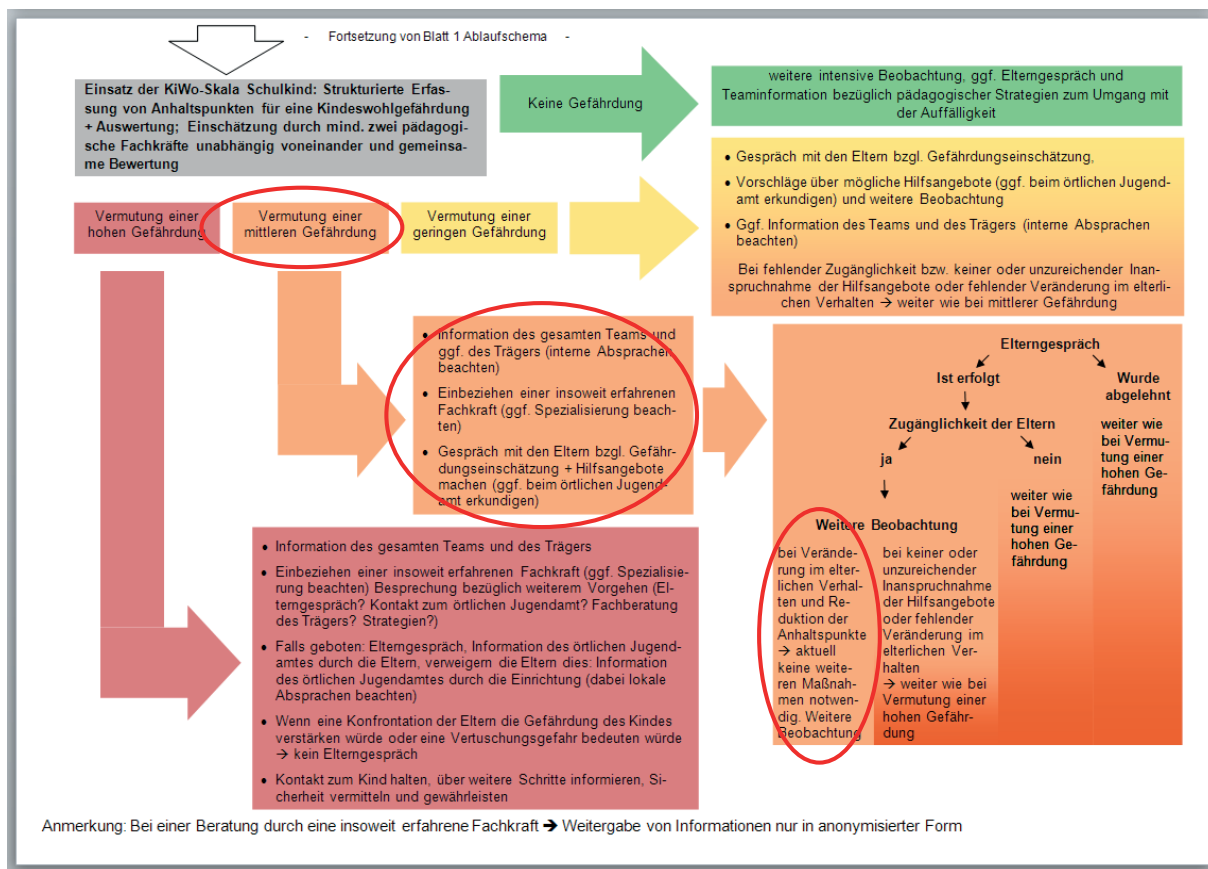 - Fortsetzung von Blatt 1 Ablaufschema -
Einsatz der KiWo-Skala Schulkind: Strukturierte Erfas-
sung von Anhaltspunkten für eine Kindeswohlgefährdung
+ Auswertung; Einschätzung durch mind. zwei pädagogi-
sche Fachkräfte unabhängig voneinander und gemeinsa-
me Bewertung
Keine Gefährdung
weitere intensive Beobachtung, ggf. Elterngespräch und
Teaminformation bezüglich pädagogischer Strategien zum Umgang mit
der Auffälligkeit
Vermutung einer
hohen Gefährdung
Vermutung einer
mittleren Gefährdung
Vermutung einer
geringen Gefährdung
• Gespräch mit den Eltern bzgl. Gefährdungseinschätzung,
• Vorschläge über mögliche Hilfsangebote (ggf. beim örtlichen Jugend-
amt erkundigen) und weitere Beobachtung
• Ggf. Information des Teams und des Trägers (interne Absprachen
beachten)
Bei fehlender Zugänglichkeit bzw. keiner oder unzureichender Inan-
spruchnahme der Hilfsangebote oder fehlender Veränderung im elterli-
chen Verhalten → weiter wie bei mittlerer Gefährdung
• Information des gesamten Teams und
ggf. des Trägers (interne Absprachen
beachten)
• Einbeziehen einer insoweit erfahrenen
Fachkraft (ggf. Spezialisierung beach-
ten)
• Gespräch mit den Eltern bzgl. Gefähr-
dungseinschätzung + Hilfsangebote
machen (ggf. beim örtlichen Jugend-
amt erkundigen)
Elterngespräch
Ist erfolgt
Wurde
abgelehnt
Zugänglichkeit der Eltern
weiter wie
bei Vermu-
tung einer
hohen Ge-
fährdung
ja
nein
weiter wie
bei Vermu-
tung einer
hohen Ge-
fährdung
Weitere Beobachtung
bei Verände-
rung im elter-
lichen Verhal-
ten und Re-
duktion der
Anhaltspunkte
→ aktuell
keine weite-
ren Maßnah-
men notwen-
dig. Weitere
Beobachtung
bei keiner oder
unzureichender
Inanspruchnahme
der Hilfsangebote
oder fehlender
Veränderung im
elterlichen Ver-
halten
→ weiter wie bei
Vermutung einer
hohen Gefähr-
dung
• Information des gesamten Teams und des Trägers
• Einbeziehen einer insoweit erfahrenen Fachkraft (ggf. Spezialisie-
rung beachten) Besprechung bezüglich weiterem Vorgehen (El-
terngespräch? Kontakt zum örtlichen Jugendamt? Fachberatung
des Trägers? Strategien?)
• Falls geboten: Elterngespräch, Information des örtlichen Jugend-
amtes durch die Eltern, verweigern die Eltern dies: Information
des örtlichen Jugendamtes durch die Einrichtung (dabei lokale
Absprachen beachten)
• Wenn eine Konfrontation der Eltern die Gefährdung des Kindes
verstärken würde oder eine Vertuschungsgefahr bedeuten würde
→ kein Elterngespräch
• Kontakt zum Kind halten, über weitere Schritte informieren, Si-
cherheit vermitteln und gewährleisten
Anmerkung: Bei einer Beratung durch eine insoweit erfahrene Fachkraft ➔ Weitergabe von Informationen nur in anonymisierter Form